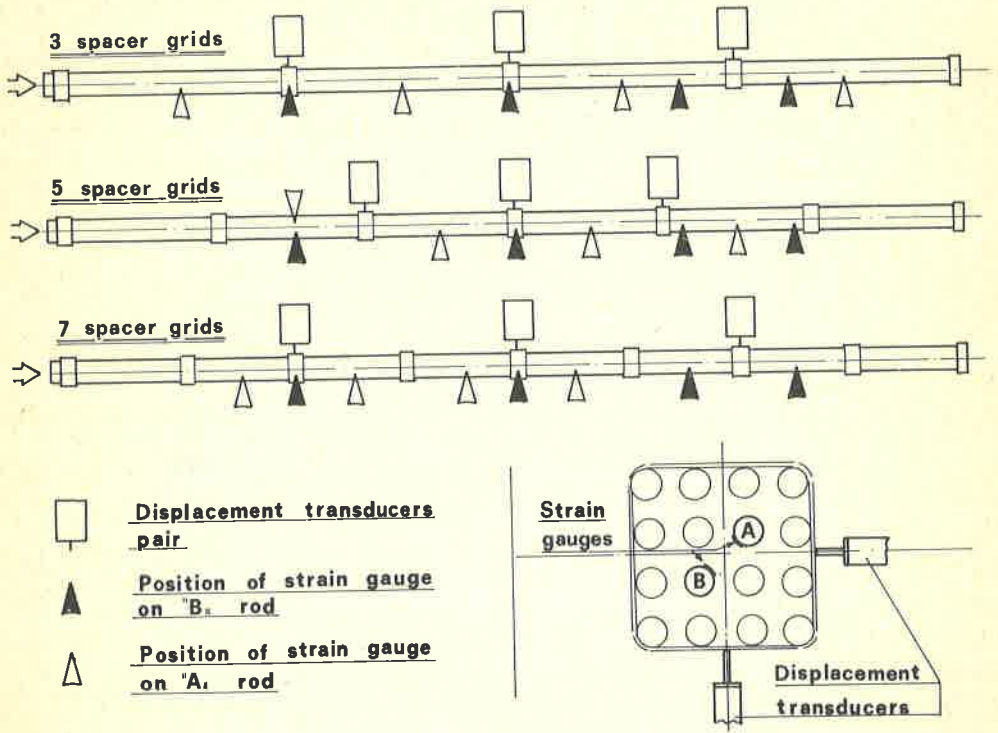 3 spacer grids
5 spacer grids
7 spacer grids
Displacement transducers
pair
Position of strain gauge
on "B„ rod
Position of strain gauge
on "A„ rod
Strain
gauges
A
B
Displacement
transducers